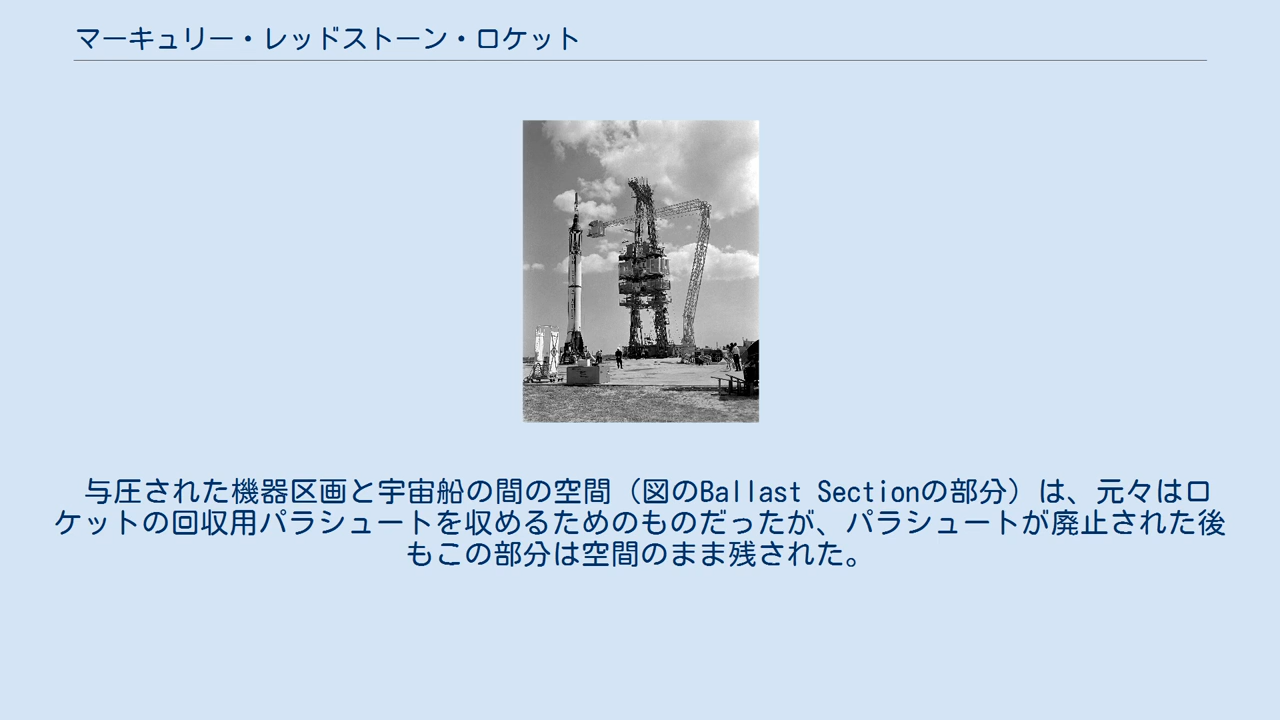 マーキュリー・レッドストーン・ロケット
与圧された機器区画と宇宙船の間の空間（図のBallast Sectionの部分）は、元々はロ
ケットの回収用パラシュートを収めるためのものだったが、パラシュートが廃止された後
もこの部分は空間のまま残された。